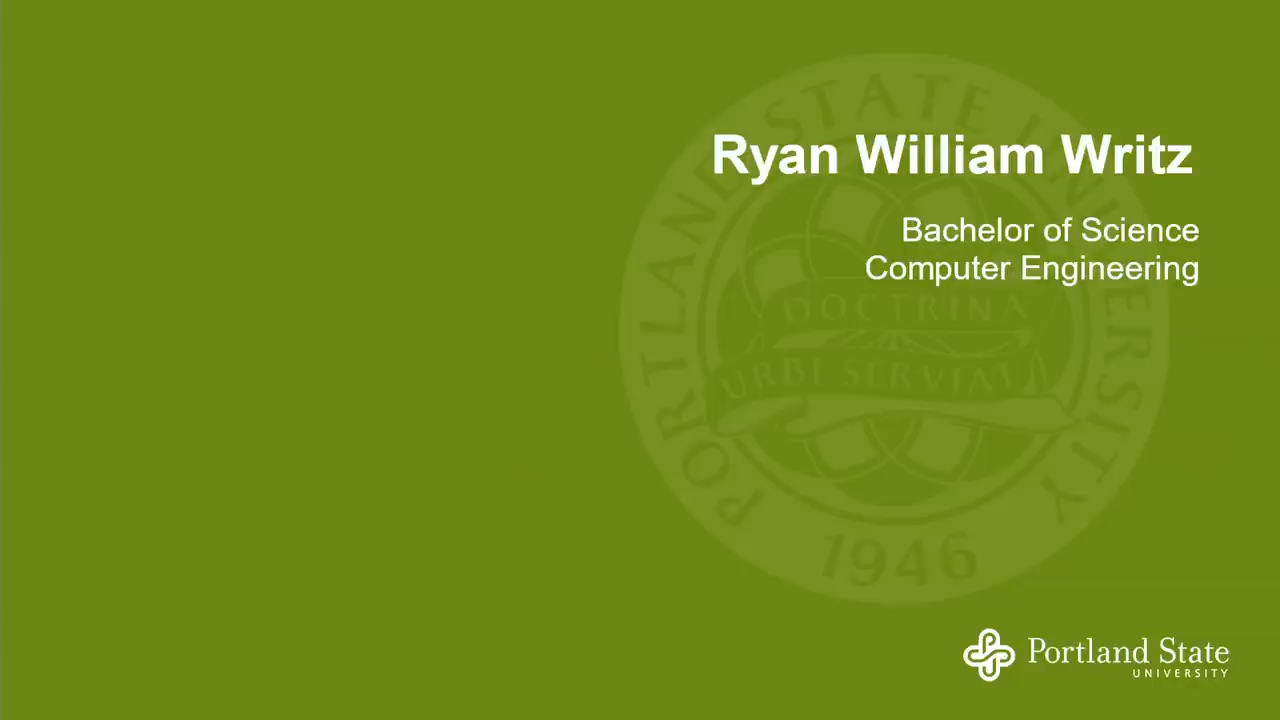 Ryan William Writz
Bachelor of Science
Computer Engineering
PORTLAND STATE UNIVERSITY
DOCTRINA
URBI SERVIAT
1946
Portland State
UNIVERSITY